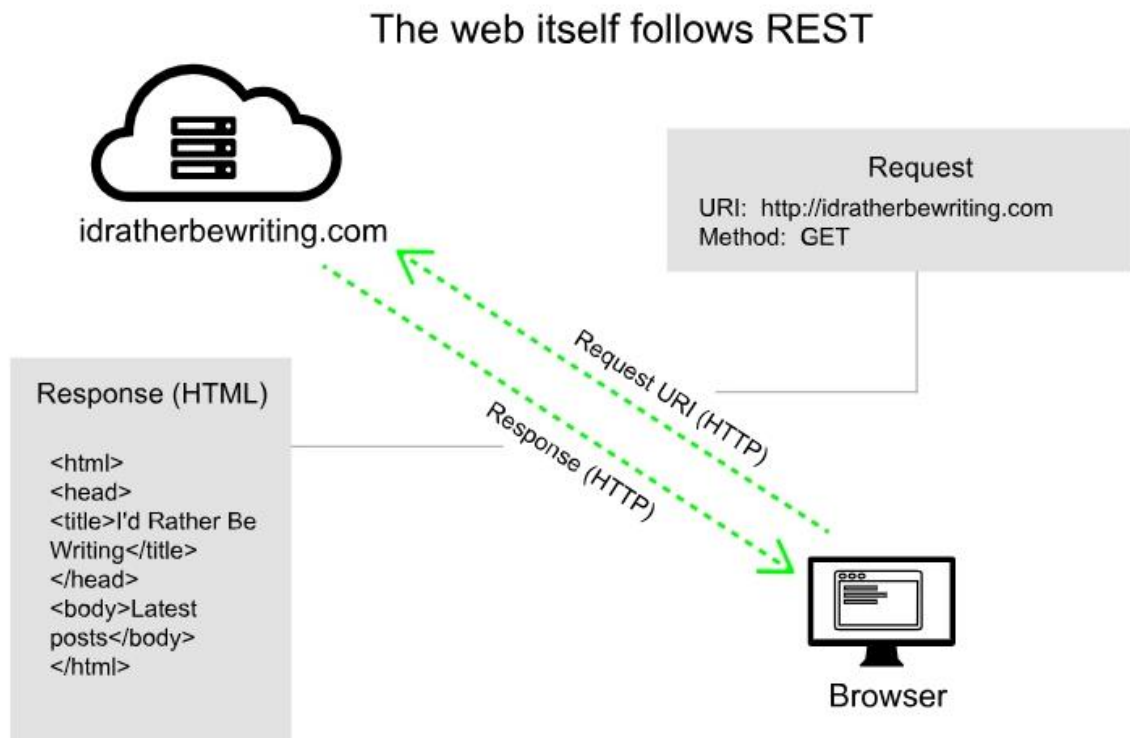 The web itself follows REST
idratherbewriting.com
Request
URI: http://idratherbewriting.com
Method: GET
Request URI (HTTP)
Response (HTTP)
Response (HTML)
<html>
<head>
<title>I'd Rather Be
Writing</title>
</head>
<body>Latest
posts</body>
</html>
Browser